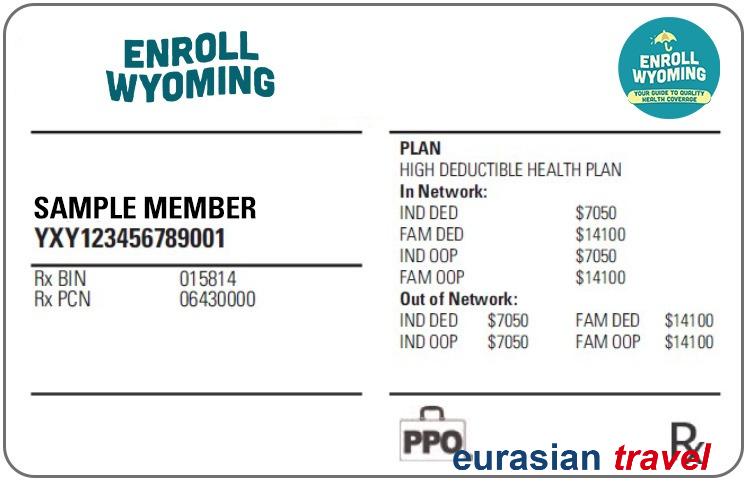 ENROLL
WYOMING
ENROLL
WYOMING
YOUR GUIDE TO QUALITY
HEALTH COVERAGE
SAMPLE MEMBER
YXY123456789001
Rx BIN 015814
Rx PCN 06430000
PLAN
HIGH DEDUCTIBLE HEALTH PLAN
In Network:
IND DED $7050
FAM DED $14100
IND OOP $7050
FAM OOP $14100
Out of Network:
IND DED $7050 FAM DED $14100
IND OOP $7050 FAM OOP $14100
PPO
Rx
eurasian travel